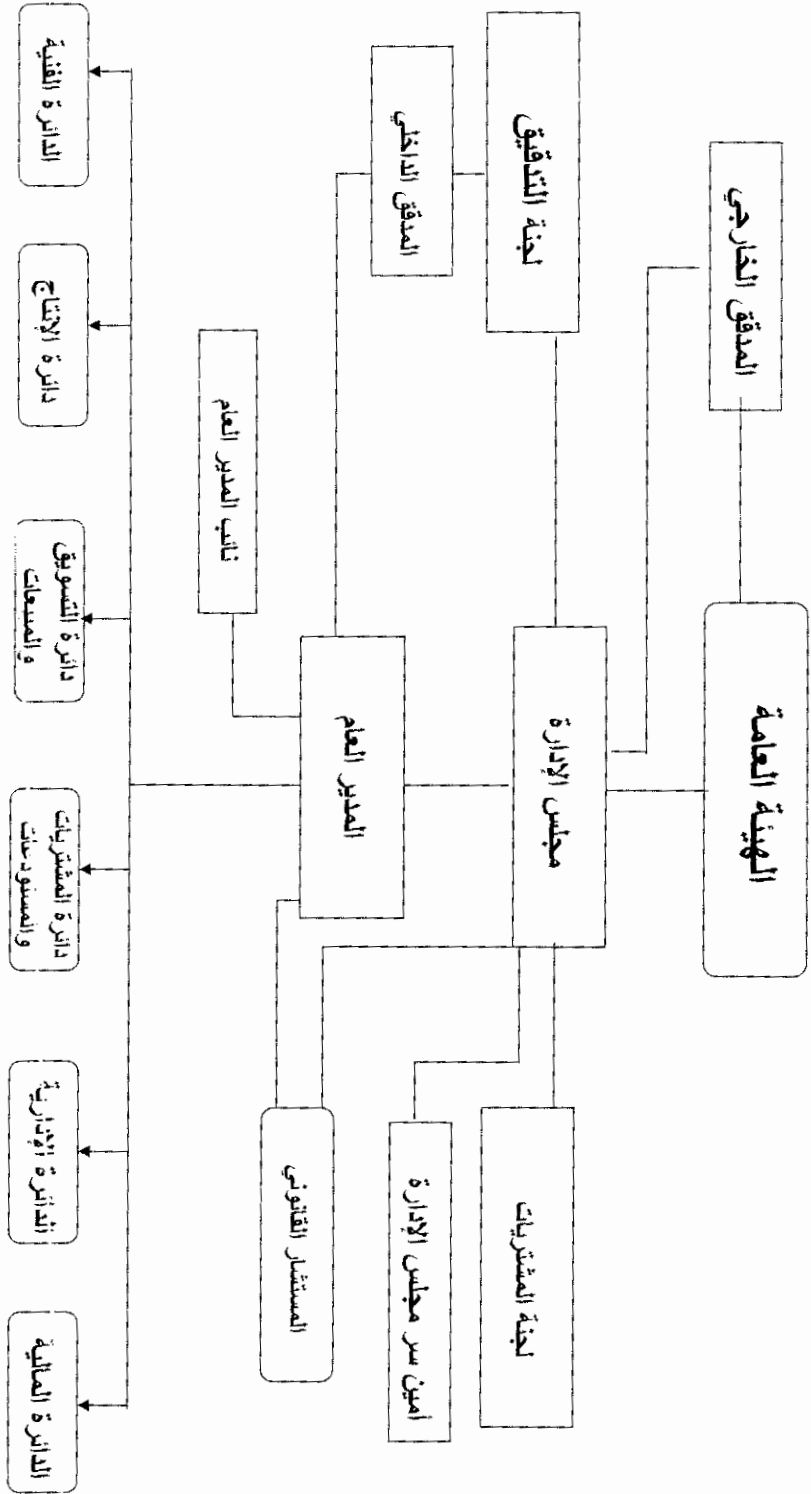 الهيئة العامة
المدقق الخارجي
لجنة المشتريات
مجلس الإدارة
لجنة التدقيق
امين سر مجلس الإدارة
المدقق الداخلي
المدير العام
المستشار القانوني
نائب المدير العام
الدائرة المالية
الدائرة الإدارية
دائرة المشتريات
والمستودعات
دائرة التسويق
والمبيعات
دائرة الإنتاج
الدائرة الفنية